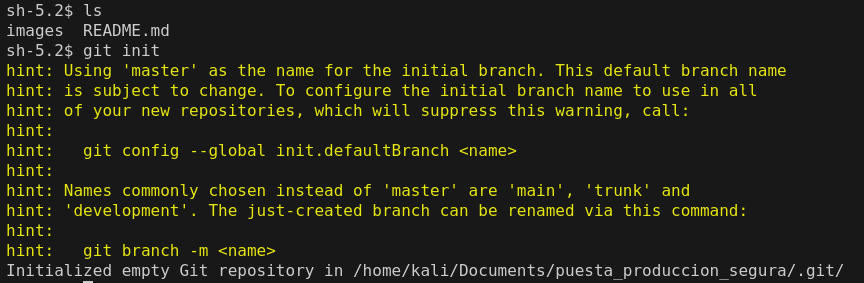 sh-5.2$ ls
images  README.md
sh-5.2$ git init
hint: Using 'master' as the name for the initial branch. This default branch name
hint: is subject to change. To configure the initial branch name to use in all
hint: of your new repositories, which will suppress this warning, call:
hint:
hint:   git config --global init.defaultBranch <name>
hint:
hint: Names commonly chosen instead of 'master' are 'main', 'trunk' and
hint: 'development'. The just-created branch can be renamed via this command:
hint:
hint:   git branch -m <name>
Initialized empty Git repository in /home/kali/Documents/puesta_produccion_segura/.git/